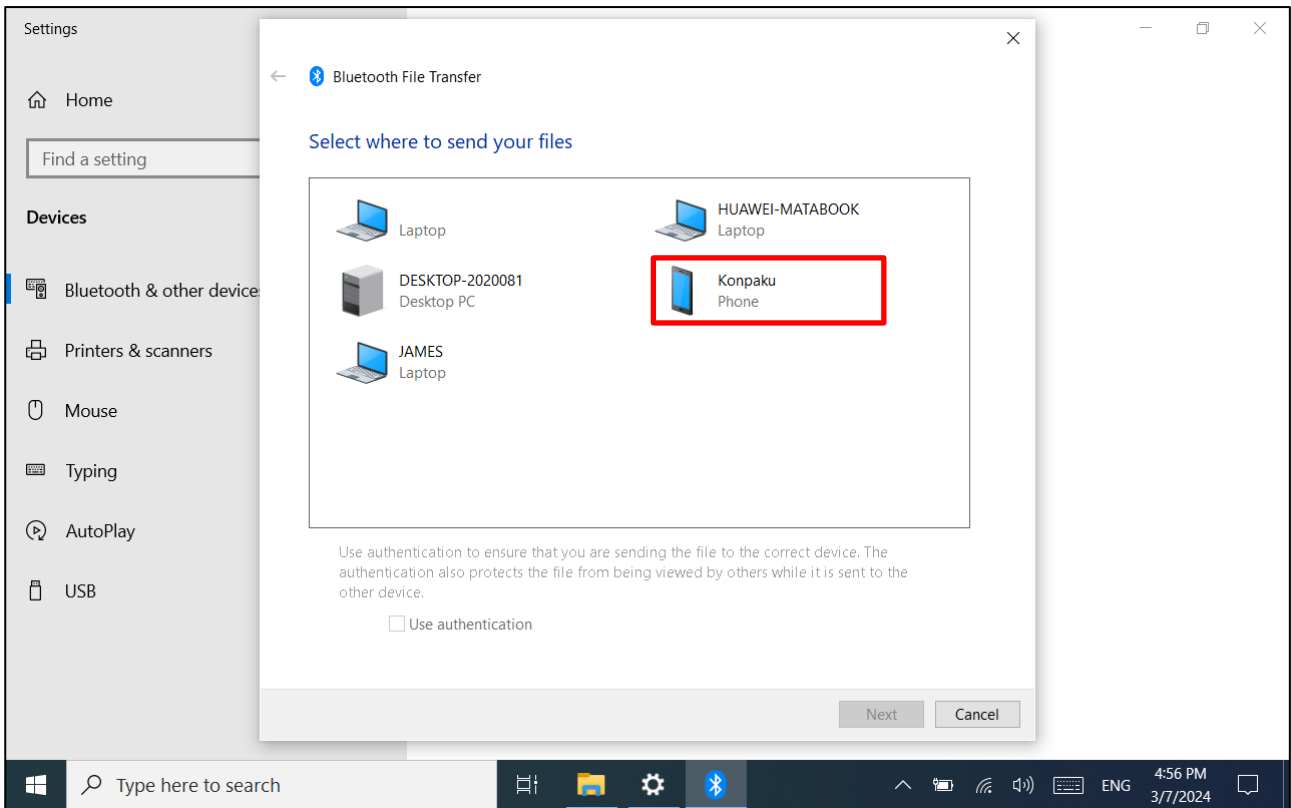 Settings
Home
Find a setting
Devices
Bluetooth & other device
Printers & scanners
Mouse
Typing
AutoPlay
USB
Bluetooth File Transfer
Select where to send your files
Laptop
HUAWEI-MATABOOK
Laptop
DESKTOP-2020081
Desktop PC
Konpaku
Phone
JAMES
Laptop
Use authentication to ensure that you are sending the file to the correct device. The
authentication also protects the file from being viewed by others while it is sent to the
other device.
Use authentication
Next
Cancel
Type here to search
ENG
4:56 PM
3/7/2024